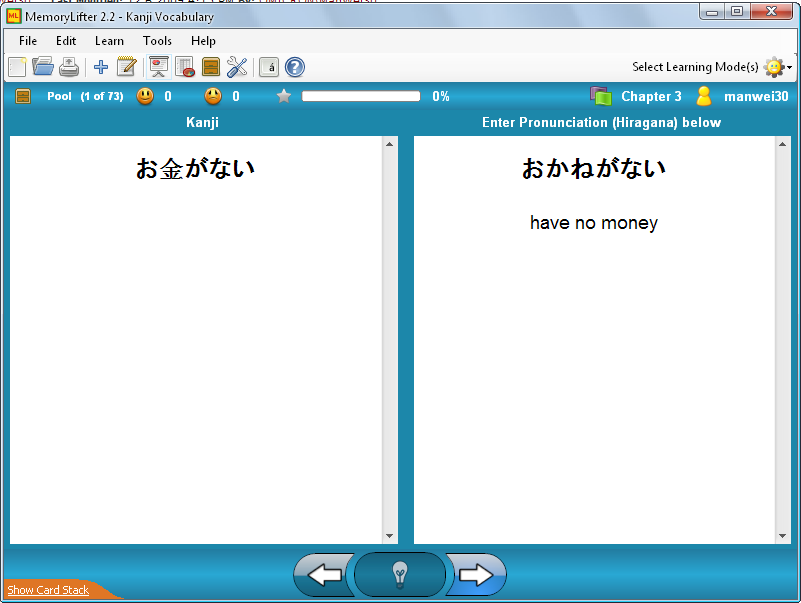 MemoryLifter 2.2 - Kanji Vocabulary
File Edit Learn Tools Help
Select Learning Mode(s)
Pool (1 of 73) 0 0 0% Chapter 3 manwei30
Kanji
Enter Pronunciation (Hiragana) below
お金がない
おかねがない
have no money
Show Card Stack